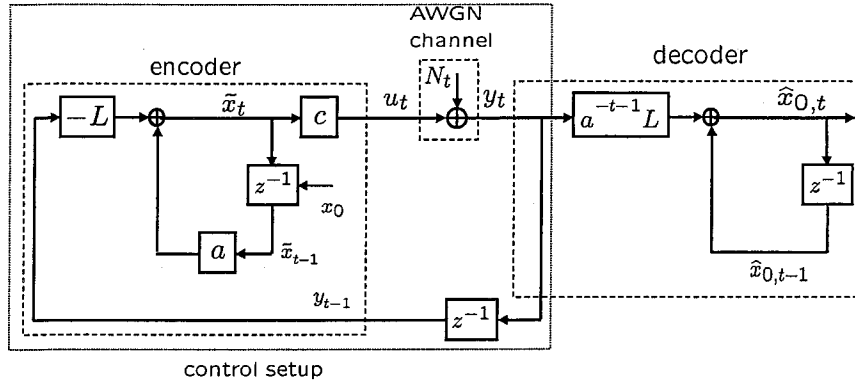 AWGN
channel
encoder
decoder
N_t
-L
x̃_t
c
u_t
y_t
a^{-t-1}L
x̂_{0,t}
z^{-1}
x_0
z^{-1}
a
x̃_{t-1}
x̂_{0,t-1}
y_{t-1}
z^{-1}
control setup